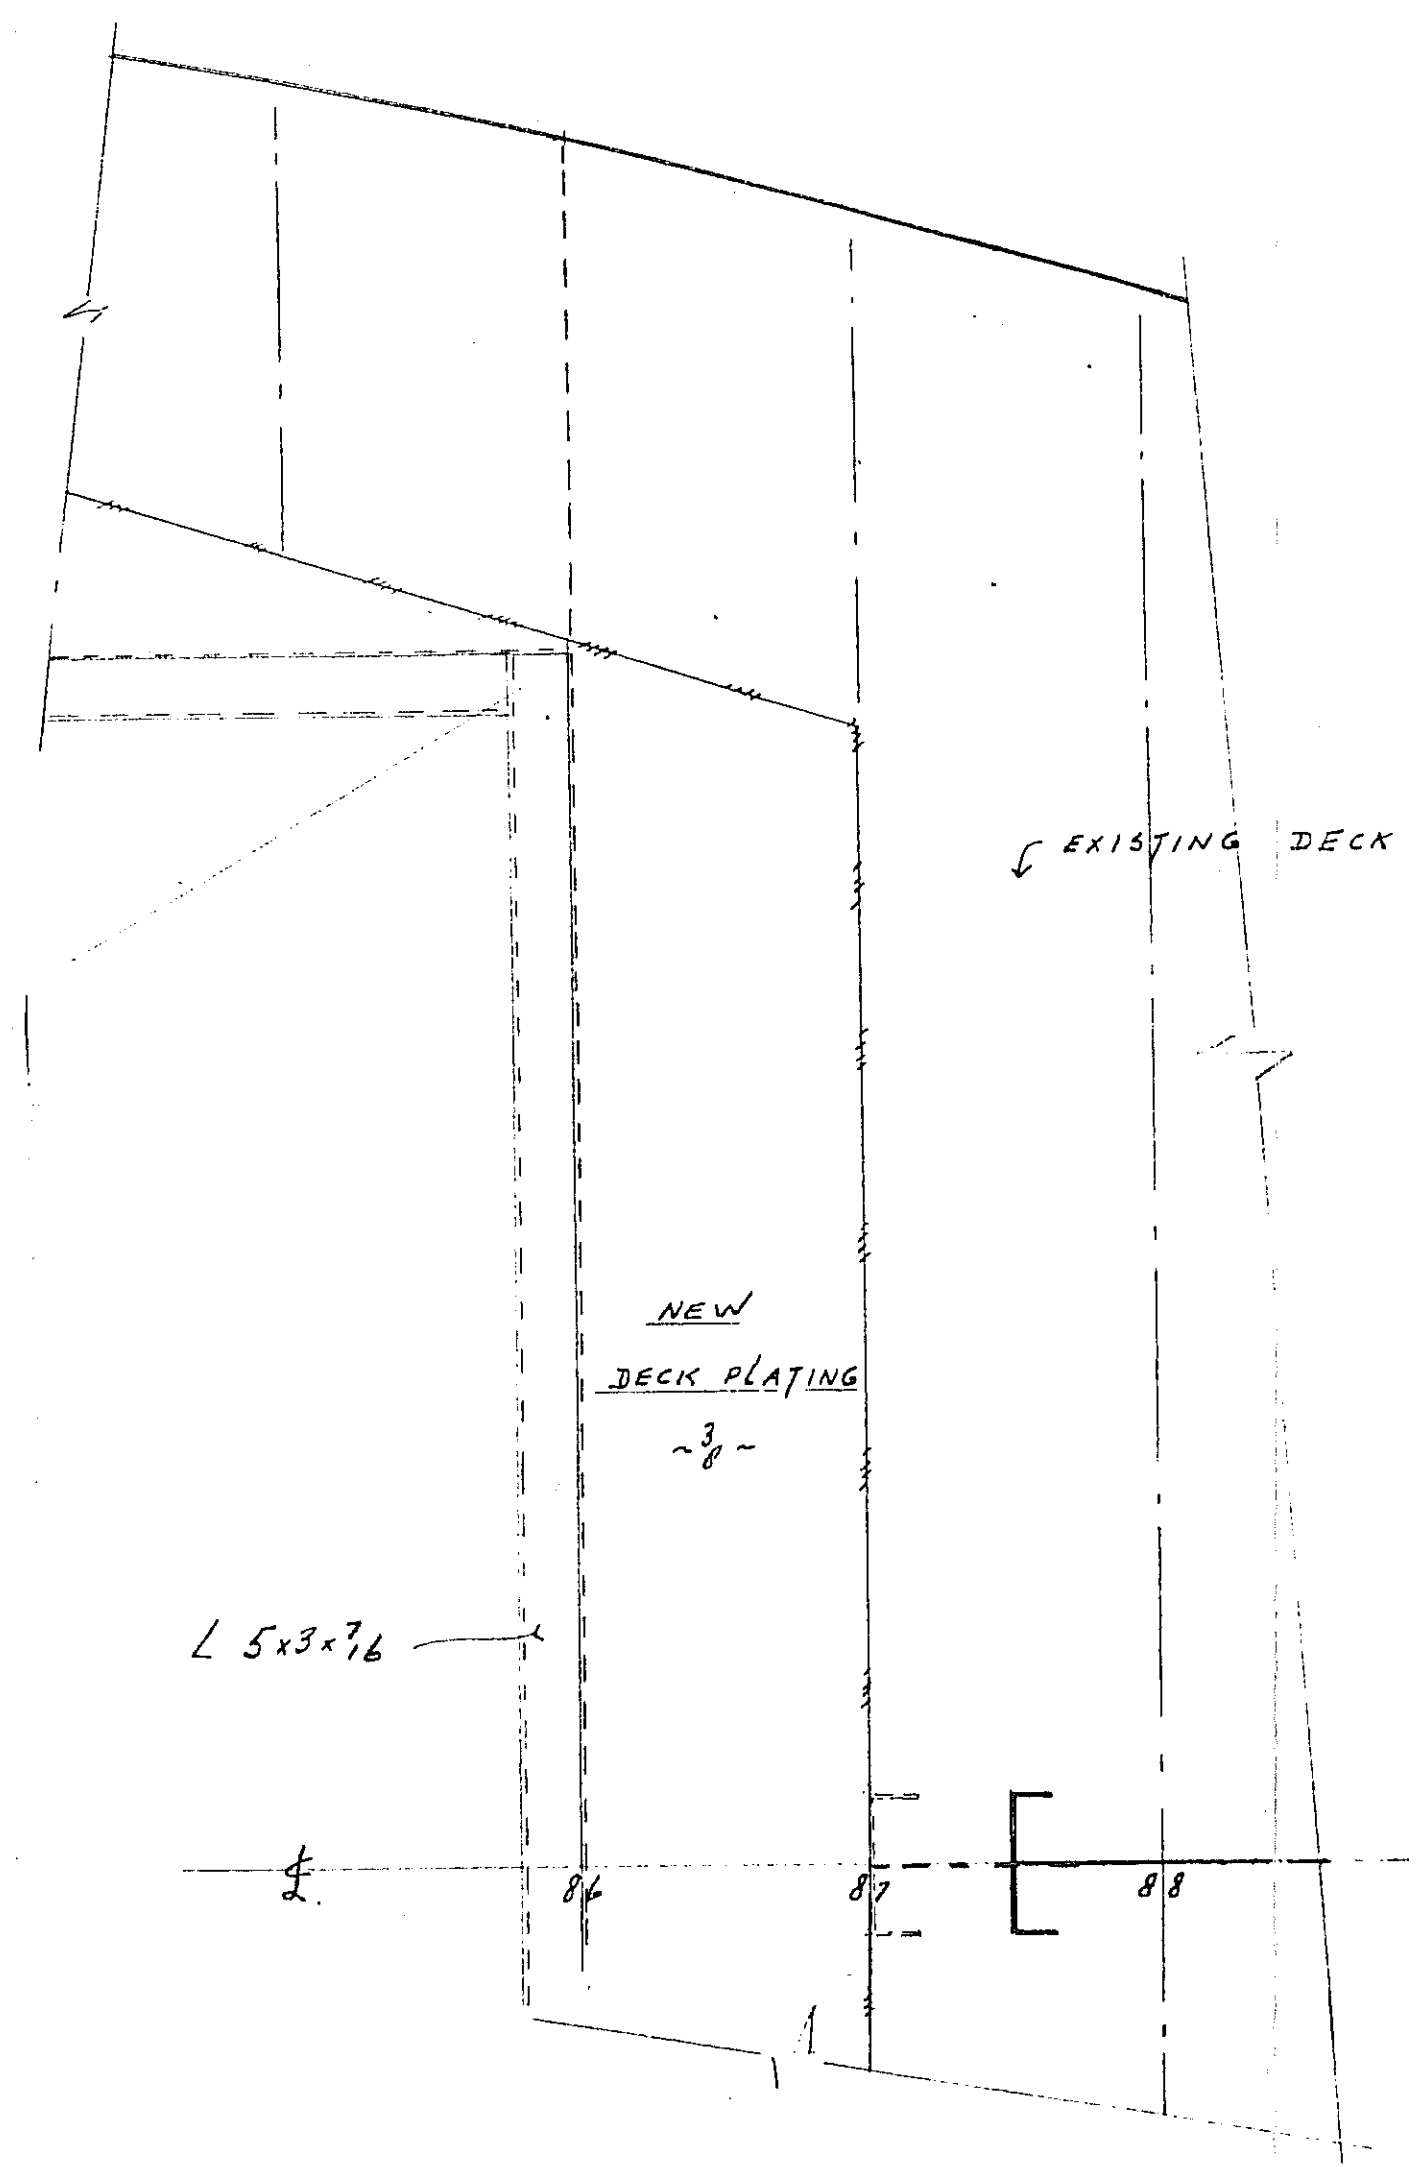 EXISTING DECK
NEW
DECK PLATING
~ 3/8 ~
L 5x3x7/16
℄.
86
87
88